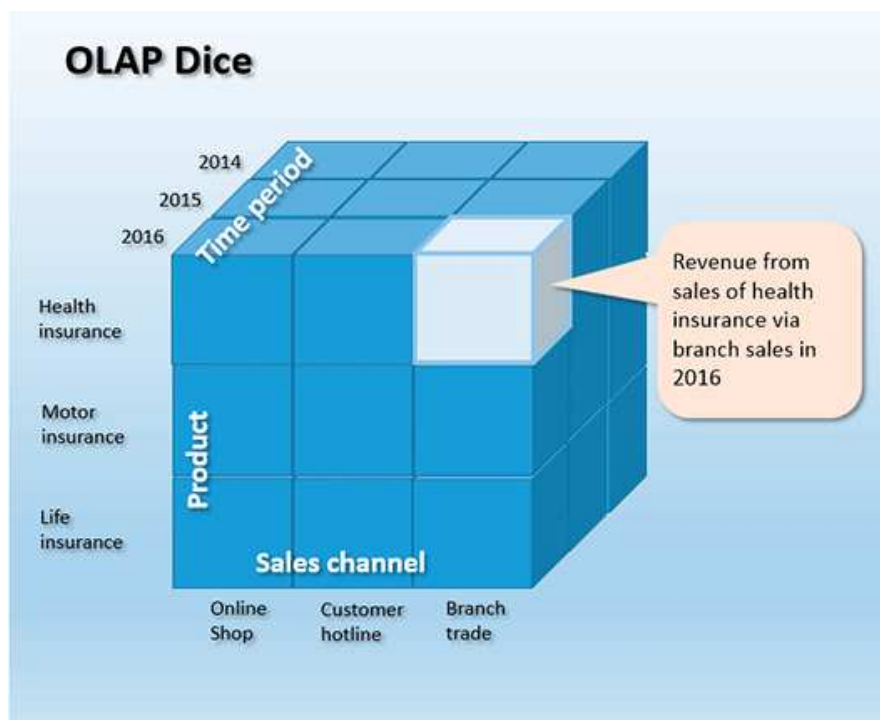 OLAP Dice
2014
2015
2016
Time period
Health
insurance
Motor
insurance
Life
insurance
Product
Sales channel
Online
Shop
Customer
hotline
Branch
trade
Revenue from
sales of health
insurance via
branch sales in
2016